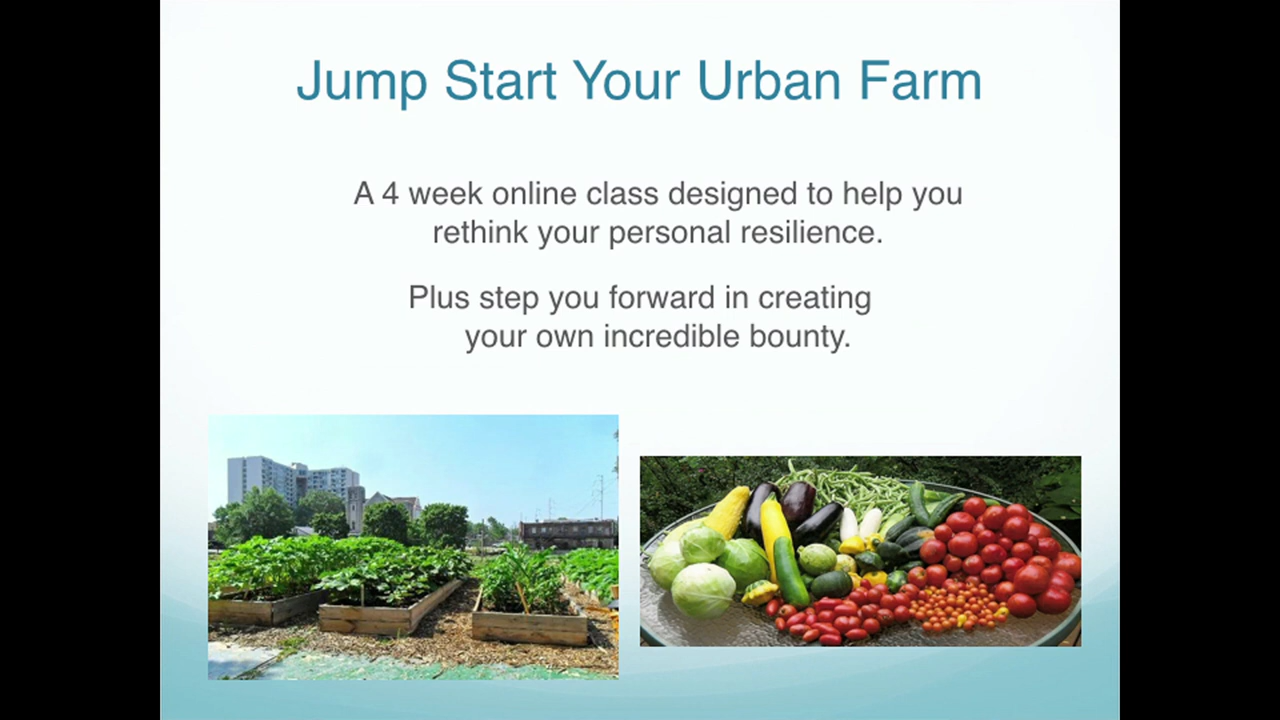 Jump Start Your Urban Farm
A 4 week online class designed to help you
rethink your personal resilience.
Plus step you forward in creating
your own incredible bounty.